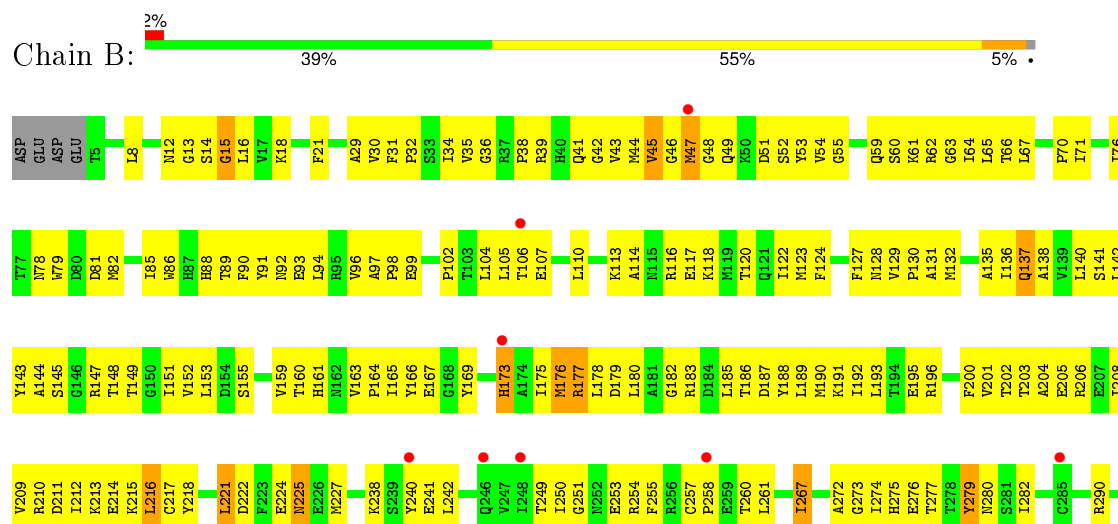 2%
Chain B:
39% 55% 5% •
ASP GLU ASP GLU T5 L8 N12 G13 S14 G15 L16 V17 K18 F21 A29 V30 F31 P32 S33 I34 V35 G36 R37 P38 R39 H40 Q41 G42 V43 M44 V45 G46 M47 G48 Q49 K50 D51 S52 Y53 V54 G55 Q59 S60 K61 R62 G63 I64 L65 T66 L67 P70 I71 I76
T77 N78 W79 D80 D81 M82 I85 W86 H87 H88 T89 F90 Y91 N92 E93 L94 R95 V96 A97 P98 E99 P102 T103 L104 L105 T106 E107 L110 K113 A114 N115 R116 E117 K118 M119 T120 Q121 I122 M123 F124 F127 N128 V129 P130 A131 M132 A135 I136 Q137 A138 V139 L140 S141 L142
Y143 A144 S145 G146 R147 T148 T149 G150 I151 V152 L153 D154 S155 V159 T160 H161 N162 V163 P164 I165 Y166 E167 G168 Y169 H173 A174 I175 M176 R177 L178 D179 L180 A181 G182 R183 D184 L185 T186 D187 Y188 L189 M190 K191 I192 L193 T194 E195 R196 F200 V201 T202 T203 A204 E205 R206 E207 I208
V209 R210 D211 I212 K213 E214 K215 L216 C217 Y218 L221 D222 F223 E224 N225 E226 M227 K238 S239 Y240 E241 L242 Q246 V247 I248 T249 I250 G251 N252 E253 R254 F255 R256 C257 P258 E259 T260 L261 I267 A272 G273 I274 H275 E276 T277 T278 Y279 N280 S281 I282 C285 R290